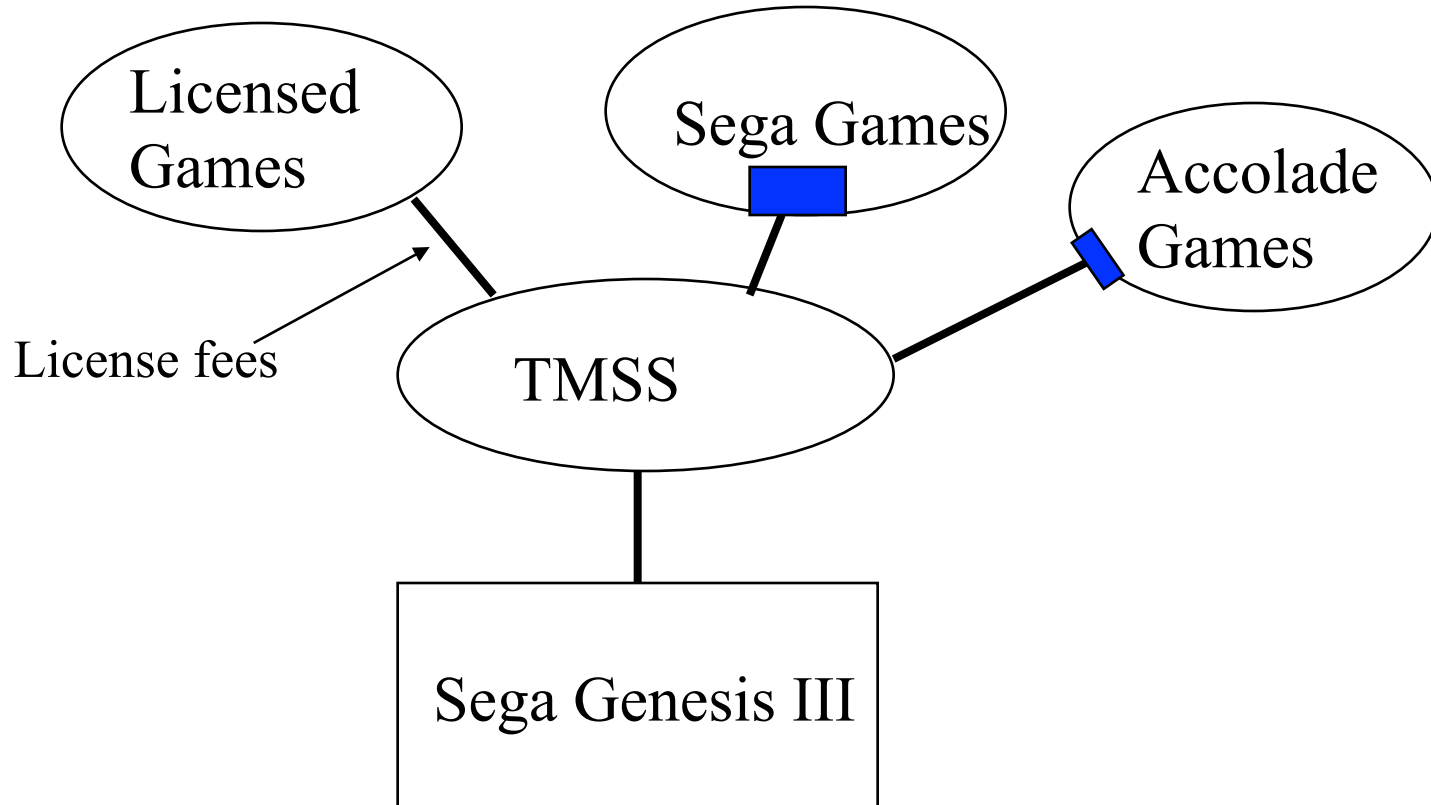 Licensed
Games
Sega Games
Accolade
Games
License fees
TMSS
Sega Genesis III